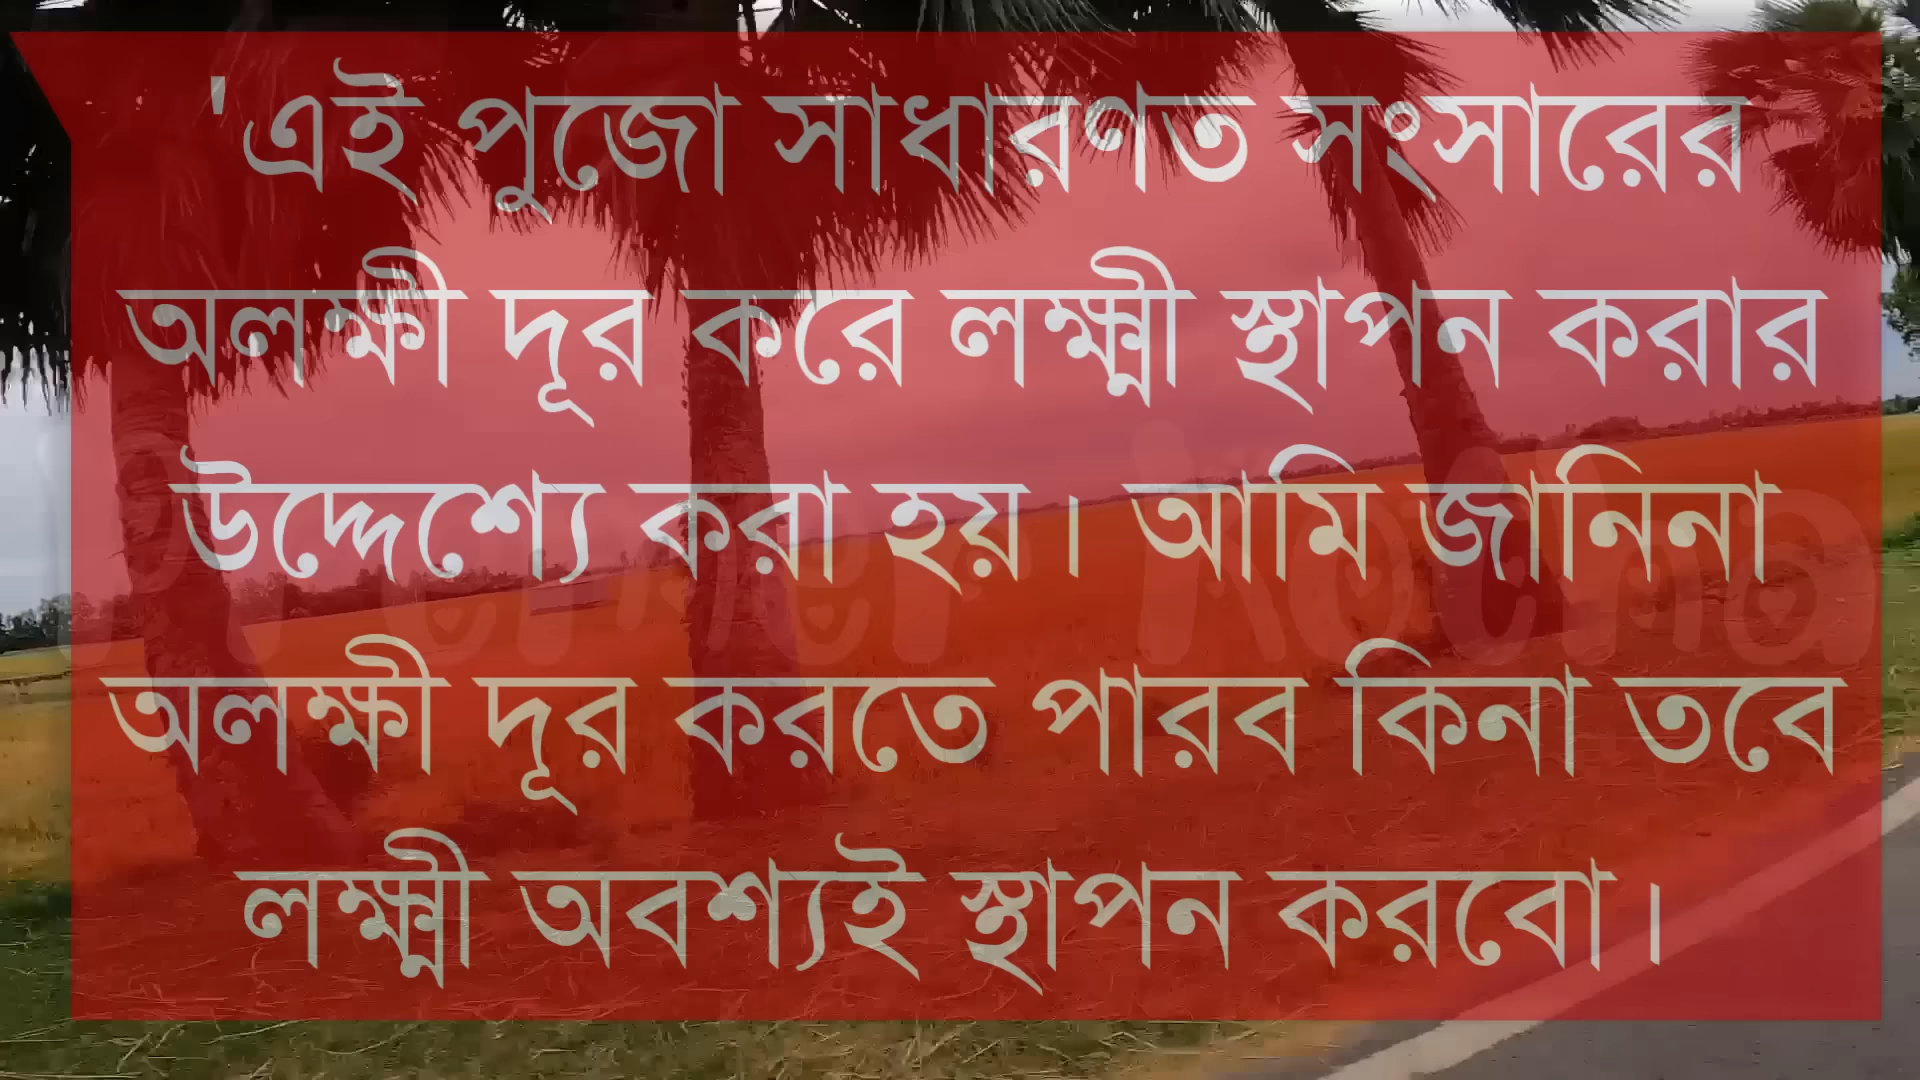 'এই পুজো সাধারণত সংসারের
অলক্ষী দূর করে লক্ষ্মী স্থাপন করার
উদ্দেশ্যে করা হয়। আমি জানিনা
অলক্ষী দূর করতে পারব কিনা তবে
লক্ষ্মী অবশ্যই স্থাপন করবো।